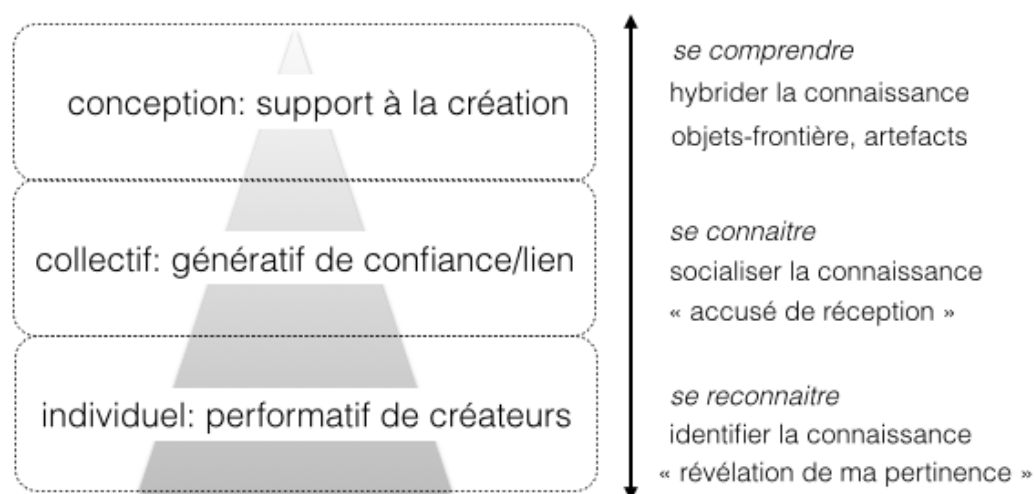 conception: support à la création
se comprendre
hybrider la connaissance
objets-frontière, artefacts
collectif: génératif de confiance/lien
se connaitre
socialiser la connaissance
« accusé de réception »
individuel: performatif de créateurs
se reconnaitre
identifier la connaissance
« révélation de ma pertinence »